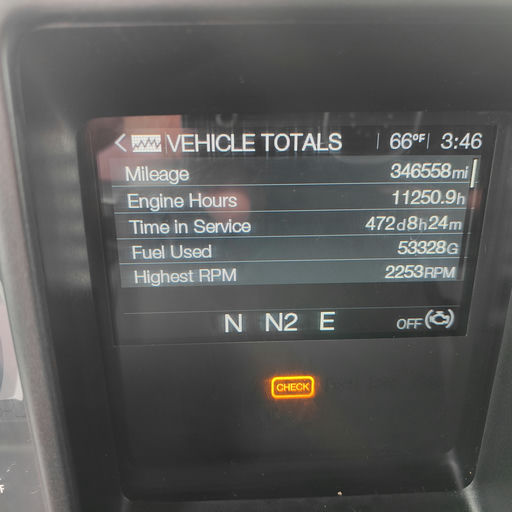 VEHICLE TOTALS 66°F 3:46
Mileage 346558mi
Engine Hours 11250.9h
Time in Service 472d8h24m
Fuel Used 53328G
Highest RPM 2253RPM
N N2 E OFF
CHECK